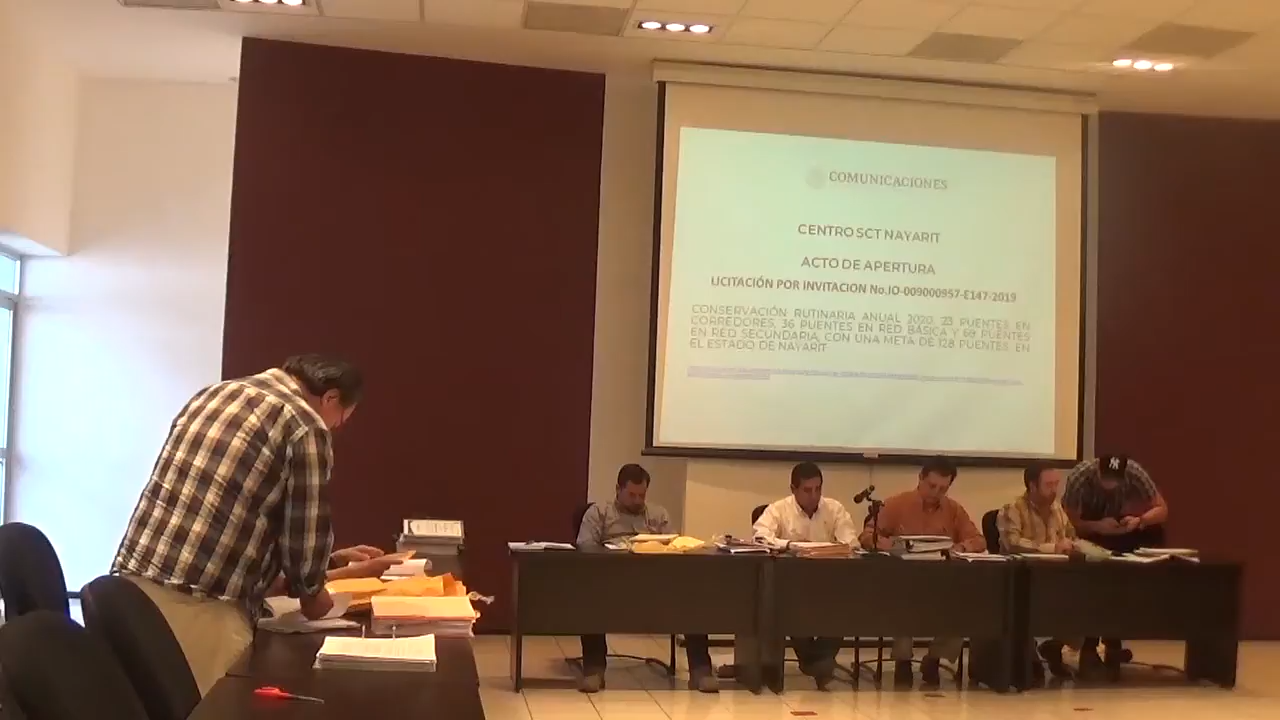 COMUNICACIONES
CENTRO SCT NAYARIT
ACTO DE APERTURA
LICITACIÓN POR INVITACION No.IO-009000957-E147-2019
CONSERVACIÓN RUTINARIA ANUAL 2020, 23 PUENTES EN
CORREDORES, 36 PUENTES EN RED BÁSICA Y 69 PUENTES
EN RED SECUNDARIA, CON UNA META DE 128 PUENTES, EN
EL ESTADO DE NAYARIT